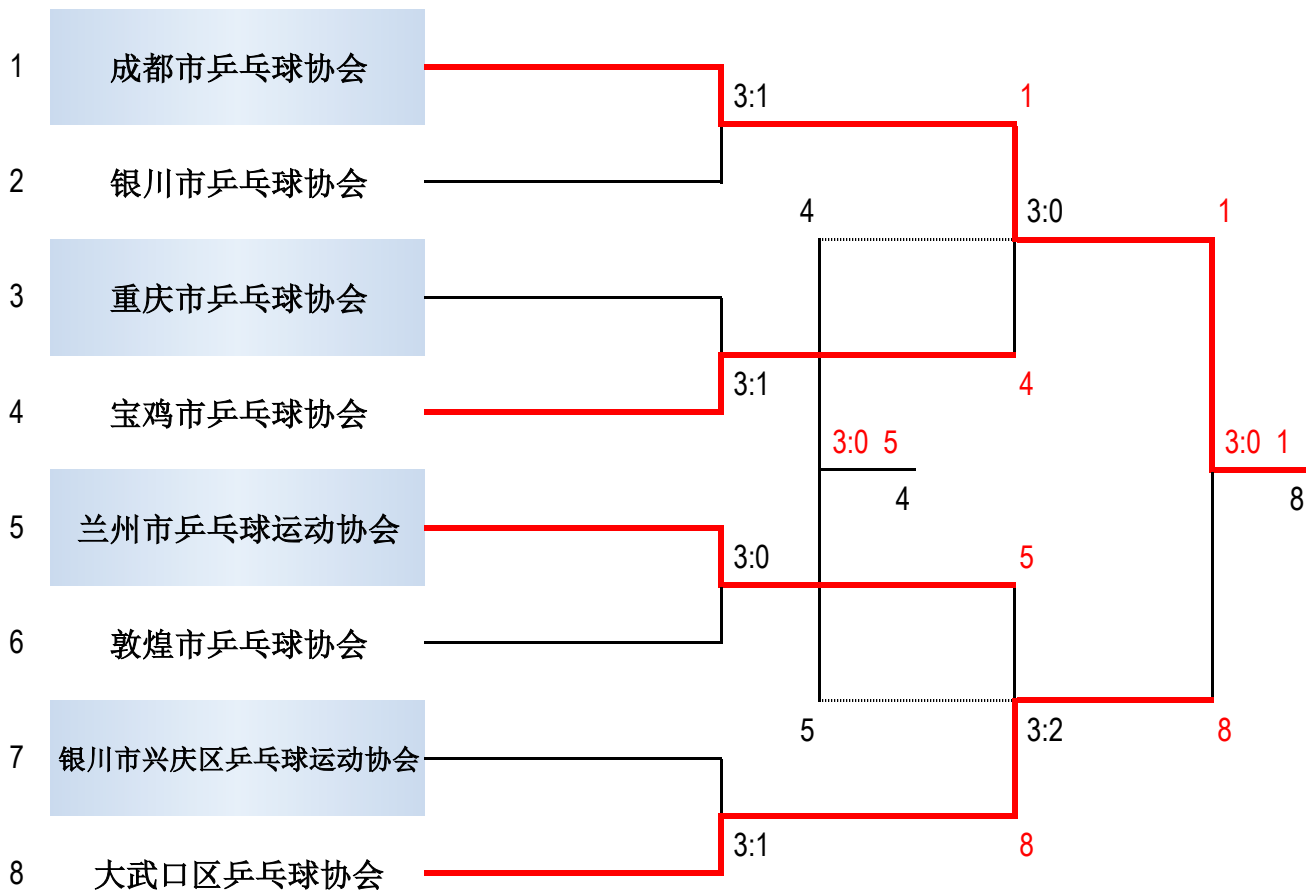 1 成都市乒乓球协会
3:1 1
2 银川市乒乓球协会
4 3:0 1
3 重庆市乒乓球协会
3:1 4
4 宝鸡市乒乓球协会
3:0 5 3:0 1
4 8
5 兰州市乒乓球运动协会
3:0 5
6 敦煌市乒乓球协会
5 3:2 8
7 银川市兴庆区乒乓球运动协会
3:1 8
8 大武口区乒乓球协会